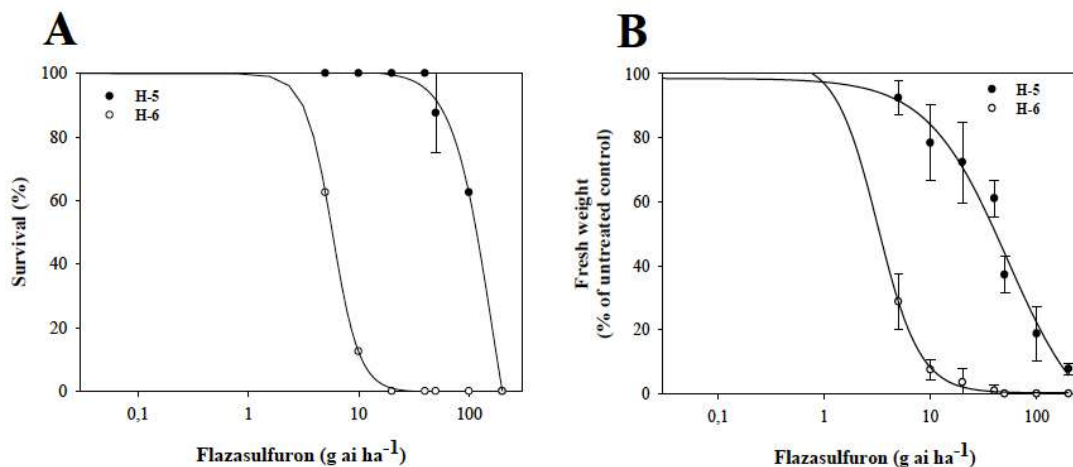 A
B
100
80
60
40
20
0
Survival (%)
H-5
H-6
0,1
1
10
100
Flazasulfuron (g ai ha⁻¹)
100
80
60
40
20
0
Fresh weight
(% of untreated control)
H-5
H-6
0,1
1
10
100
Flazasulfuron (g ai ha⁻¹)